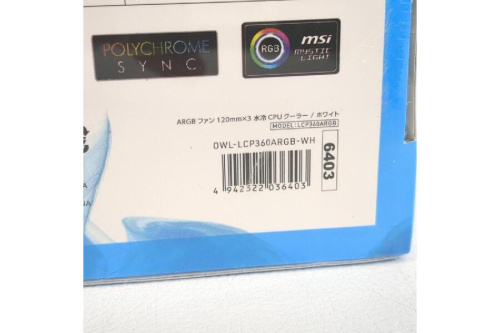 POLYCHROME
SYNC
RGB
msi
MYSTIC
LIGHT
ARGB ファン 120mm×3 水冷 CPU クーラー / ホワイト
MODEL: LCP360ARGB
OWL-LCP360ARGB-WH
4 942322 036403
6403